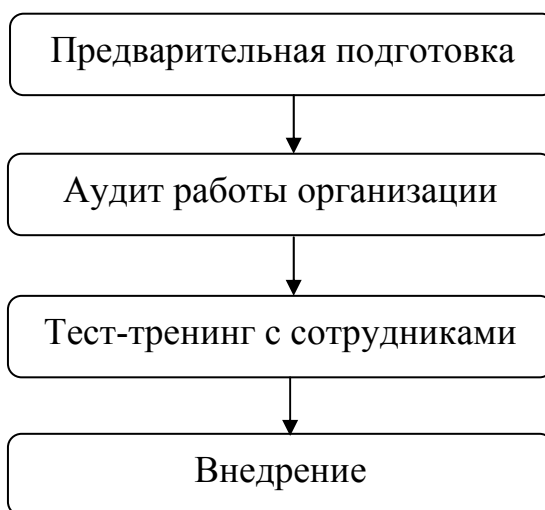 Предварительная подготовка
Аудит работы организации
Тест-тренинг с сотрудниками
Внедрение